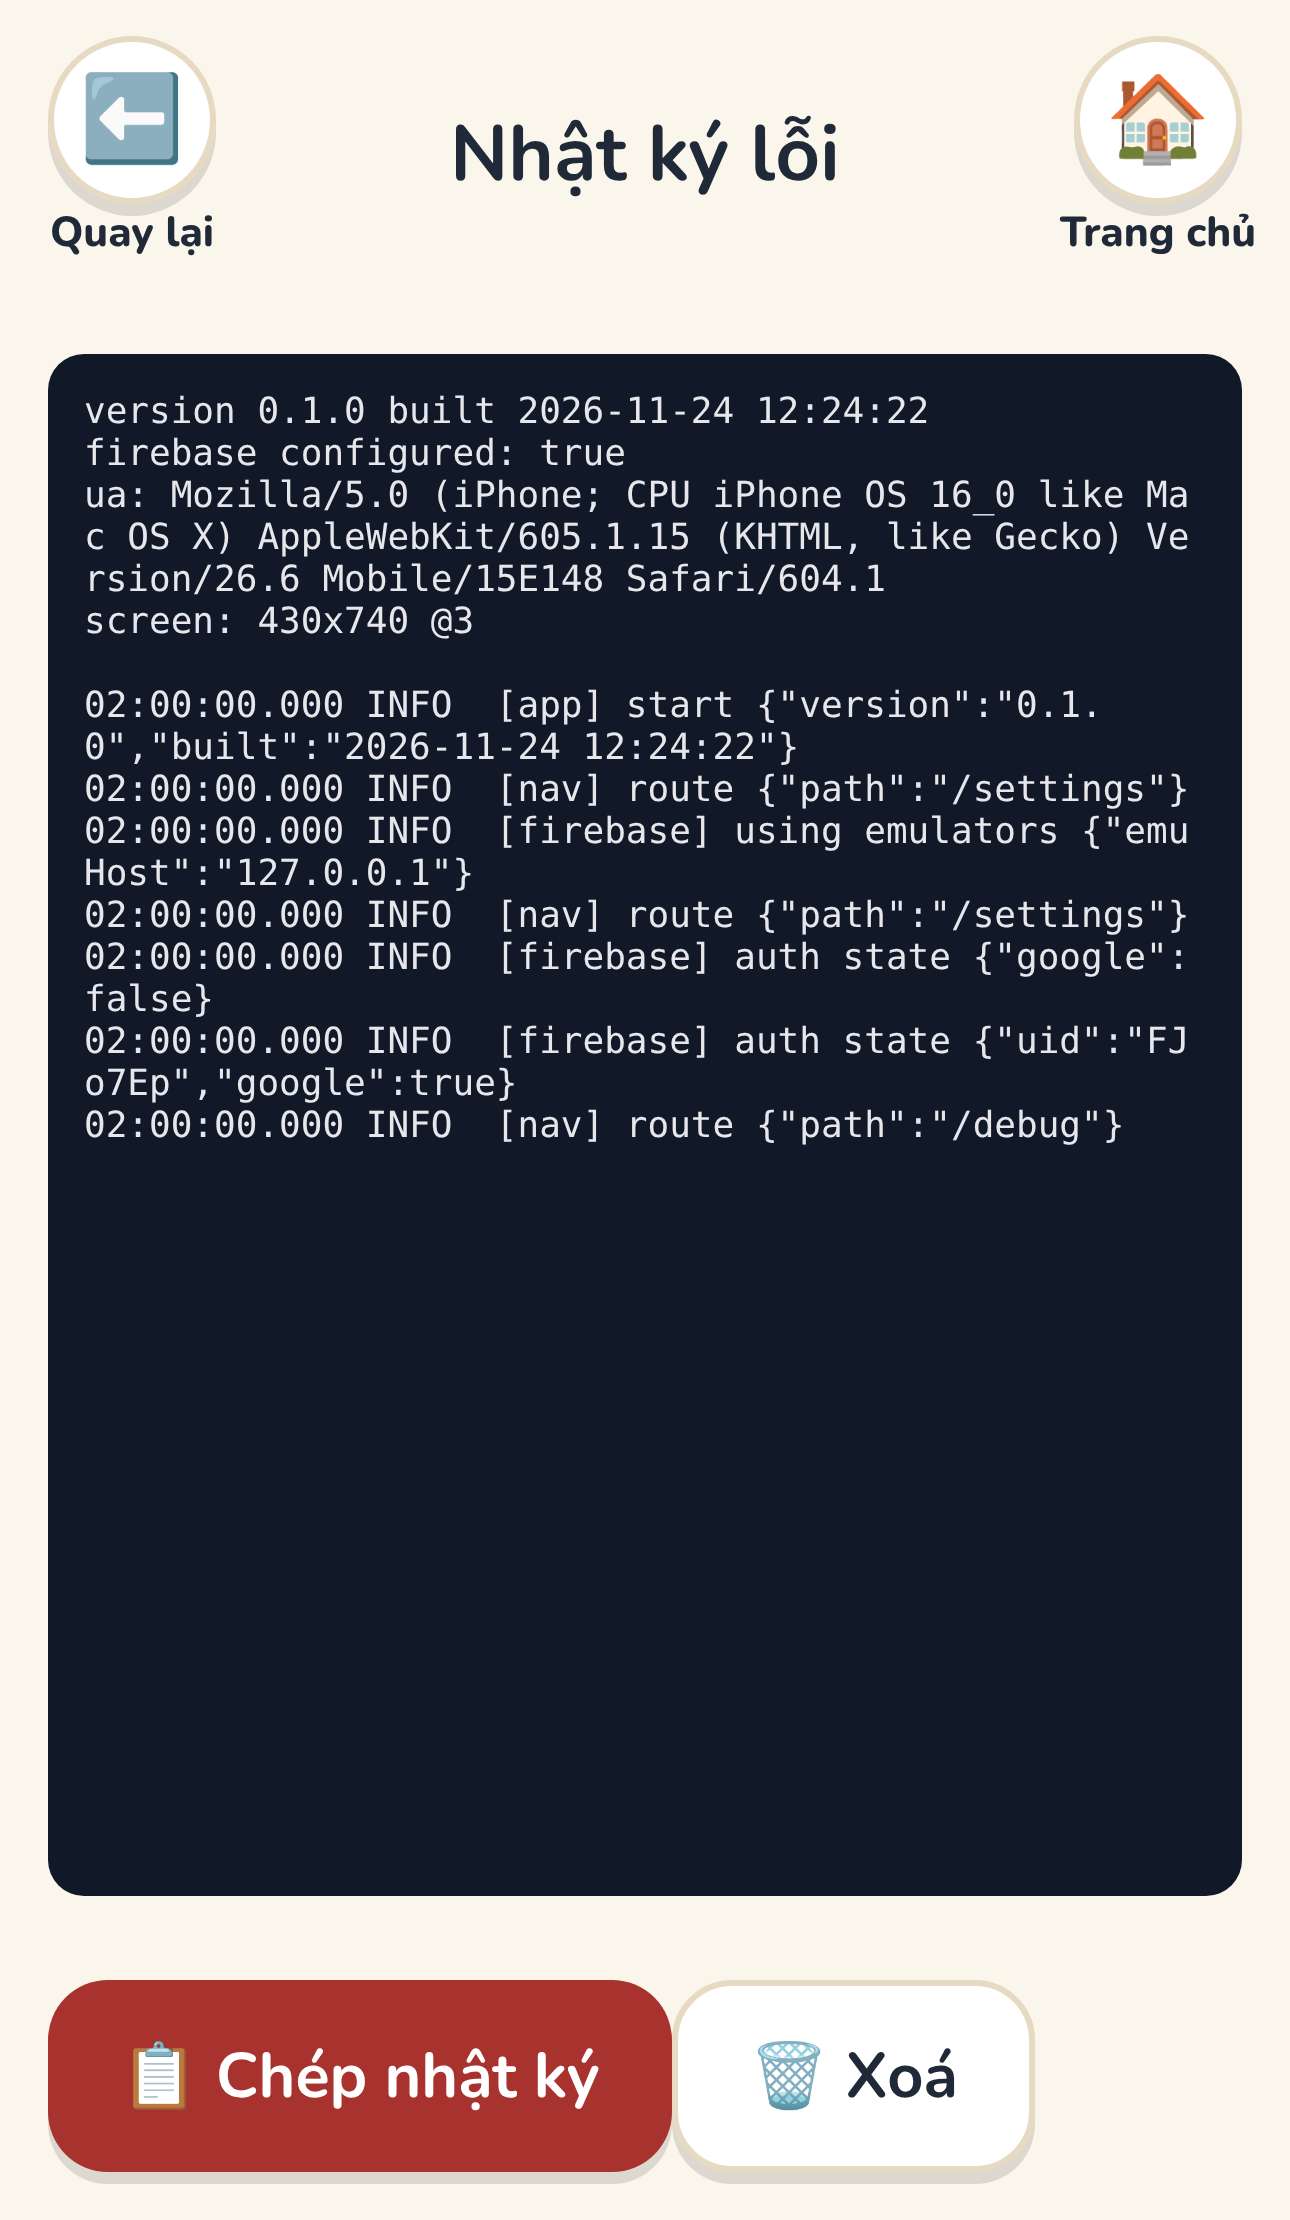 Quay lại
Nhật ký lỗi
Trang chủ
version 0.1.0 built 2026-11-24 12:24:22
firebase configured: true
ua: Mozilla/5.0 (iPhone; CPU iPhone OS 16_0 like Ma
c OS X) AppleWebKit/605.1.15 (KHTML, like Gecko) Ve
rsion/26.6 Mobile/15E148 Safari/604.1
screen: 430x740 @3
02:00:00.000 INFO  [app] start {"version":"0.1.
0","built":"2026-11-24 12:24:22"}
02:00:00.000 INFO  [nav] route {"path":"/settings"}
02:00:00.000 INFO  [firebase] using emulators {"emu
Host":"127.0.0.1"}
02:00:00.000 INFO  [nav] route {"path":"/settings"}
02:00:00.000 INFO  [firebase] auth state {"google":
false}
02:00:00.000 INFO  [firebase] auth state {"uid":"FJ
o7Ep","google":true}
02:00:00.000 INFO  [nav] route {"path":"/debug"}
Chép nhật ký
Xoá